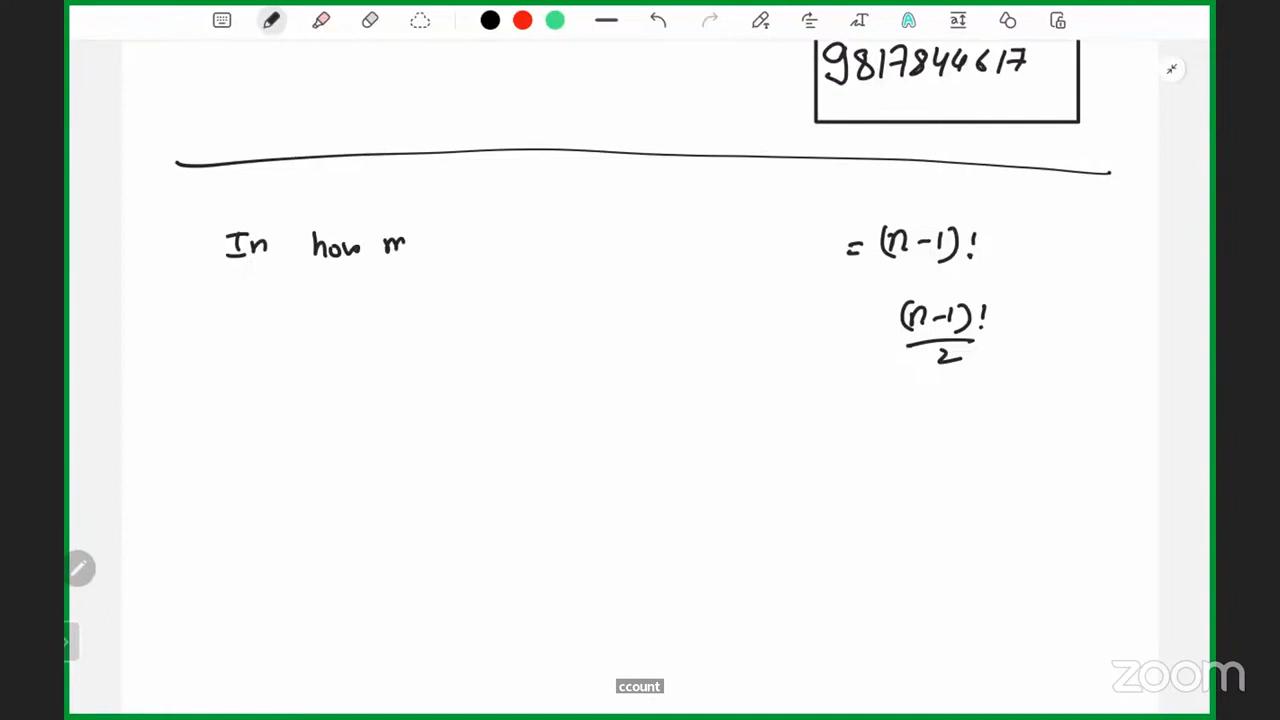 9817844617
In how m
= (n-1)!
(n-1)!
2
ccount
zoom